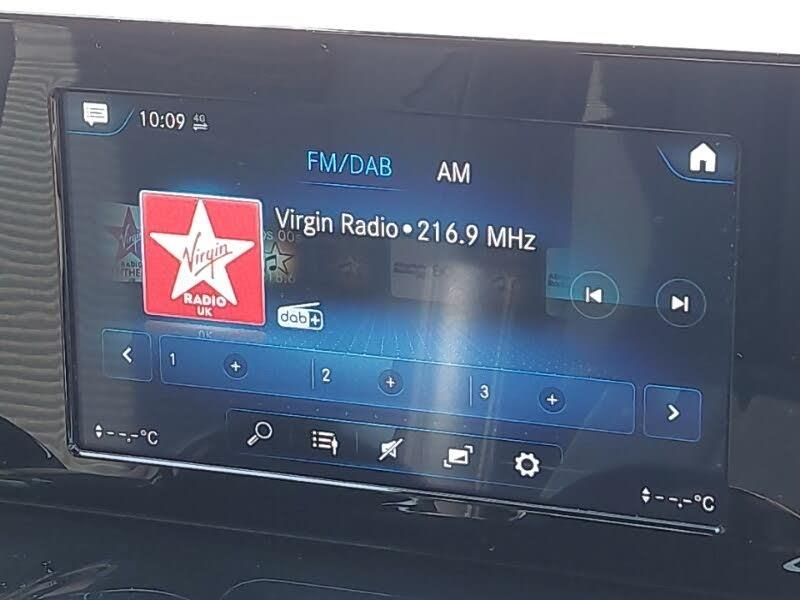 10:09 4G
FM/DAB AM
Virgin Radio • 216.9 MHz
Virgin
RADIO
UK
dab+
1 + 2 + 3 +
--.-°C
--.-°C